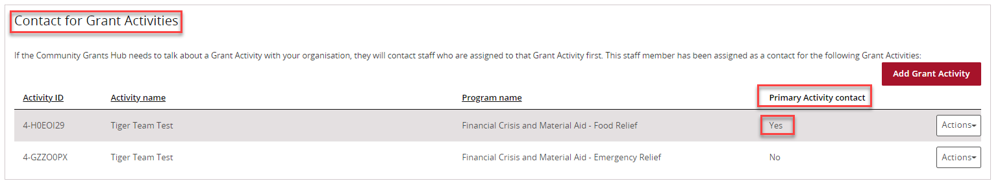 Contact for Grant Activities
If the Community Grants Hub needs to talk about a Grant Activity with your organisation, they will contact staff who are assigned to that Grant Activity first. This staff member has been assigned as a contact for the following Grant Activities:
Add Grant Activity
Activity ID Activity name Program name Primary Activity contact
4-H0EOI29 Tiger Team Test Financial Crisis and Material Aid - Food Relief Yes Actions
4-GZZO0PX Tiger Team Test Financial Crisis and Material Aid - Emergency Relief No Actions